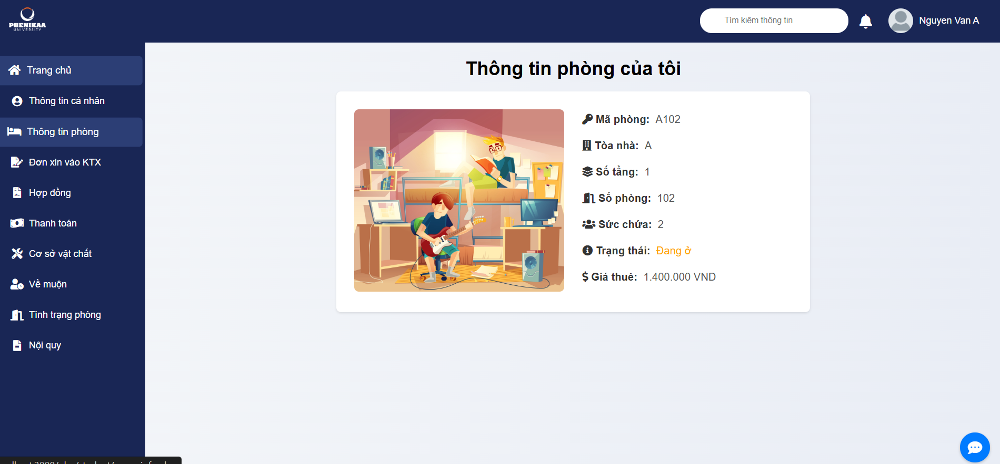 PHENIKAA
UNIVERSITY
Tìm kiếm thông tin
Nguyen Van A
Trang chủ
Thông tin cá nhân
Thông tin phòng
Đơn xin vào KTX
Hợp đồng
Thanh toán
Cơ sở vật chất
Về muộn
Tình trạng phòng
Nội quy
Thông tin phòng của tôi
Mã phòng: A102
Tòa nhà: A
Số tầng: 1
Số phòng: 102
Sức chứa: 2
Trạng thái: Đang ở
Giá thuê: 1.400.000 VND